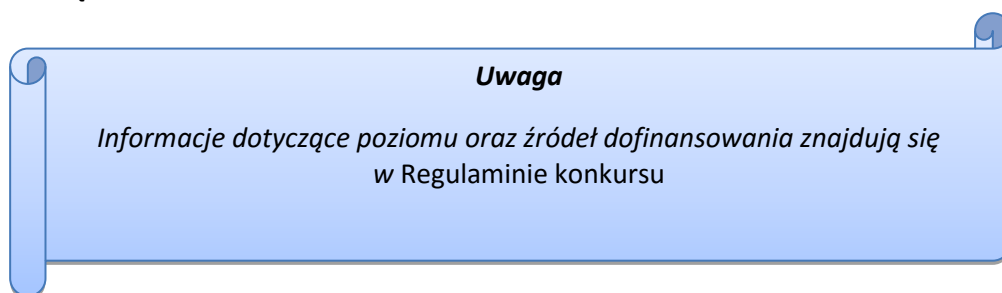 Uwaga
Informacje dotyczące poziomu oraz źródeł dofinansowania znajdują się
w Regulaminie konkursu